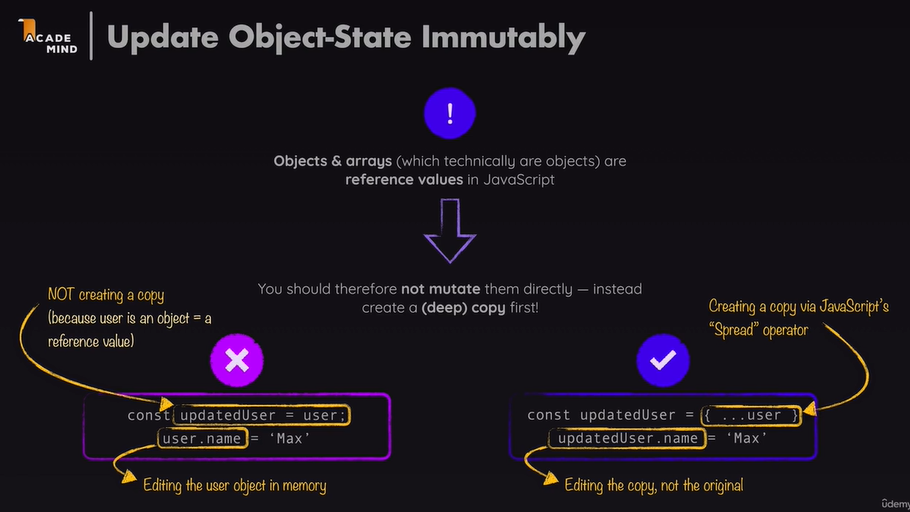 ACADE
MIND
Update Object-State Immutably
!
Objects & arrays (which technically are objects) are
reference values in JavaScript
You should therefore not mutate them directly — instead
create a (deep) copy first!
NOT creating a copy
(because user is an object = a
reference value)
const updatedUser = user;
user.name = ‘Max’
Editing the user object in memory
Creating a copy via JavaScript’s
“Spread” operator
const updatedUser = { ...user }
updatedUser.name = ‘Max’
Editing the copy, not the original
ûdemy